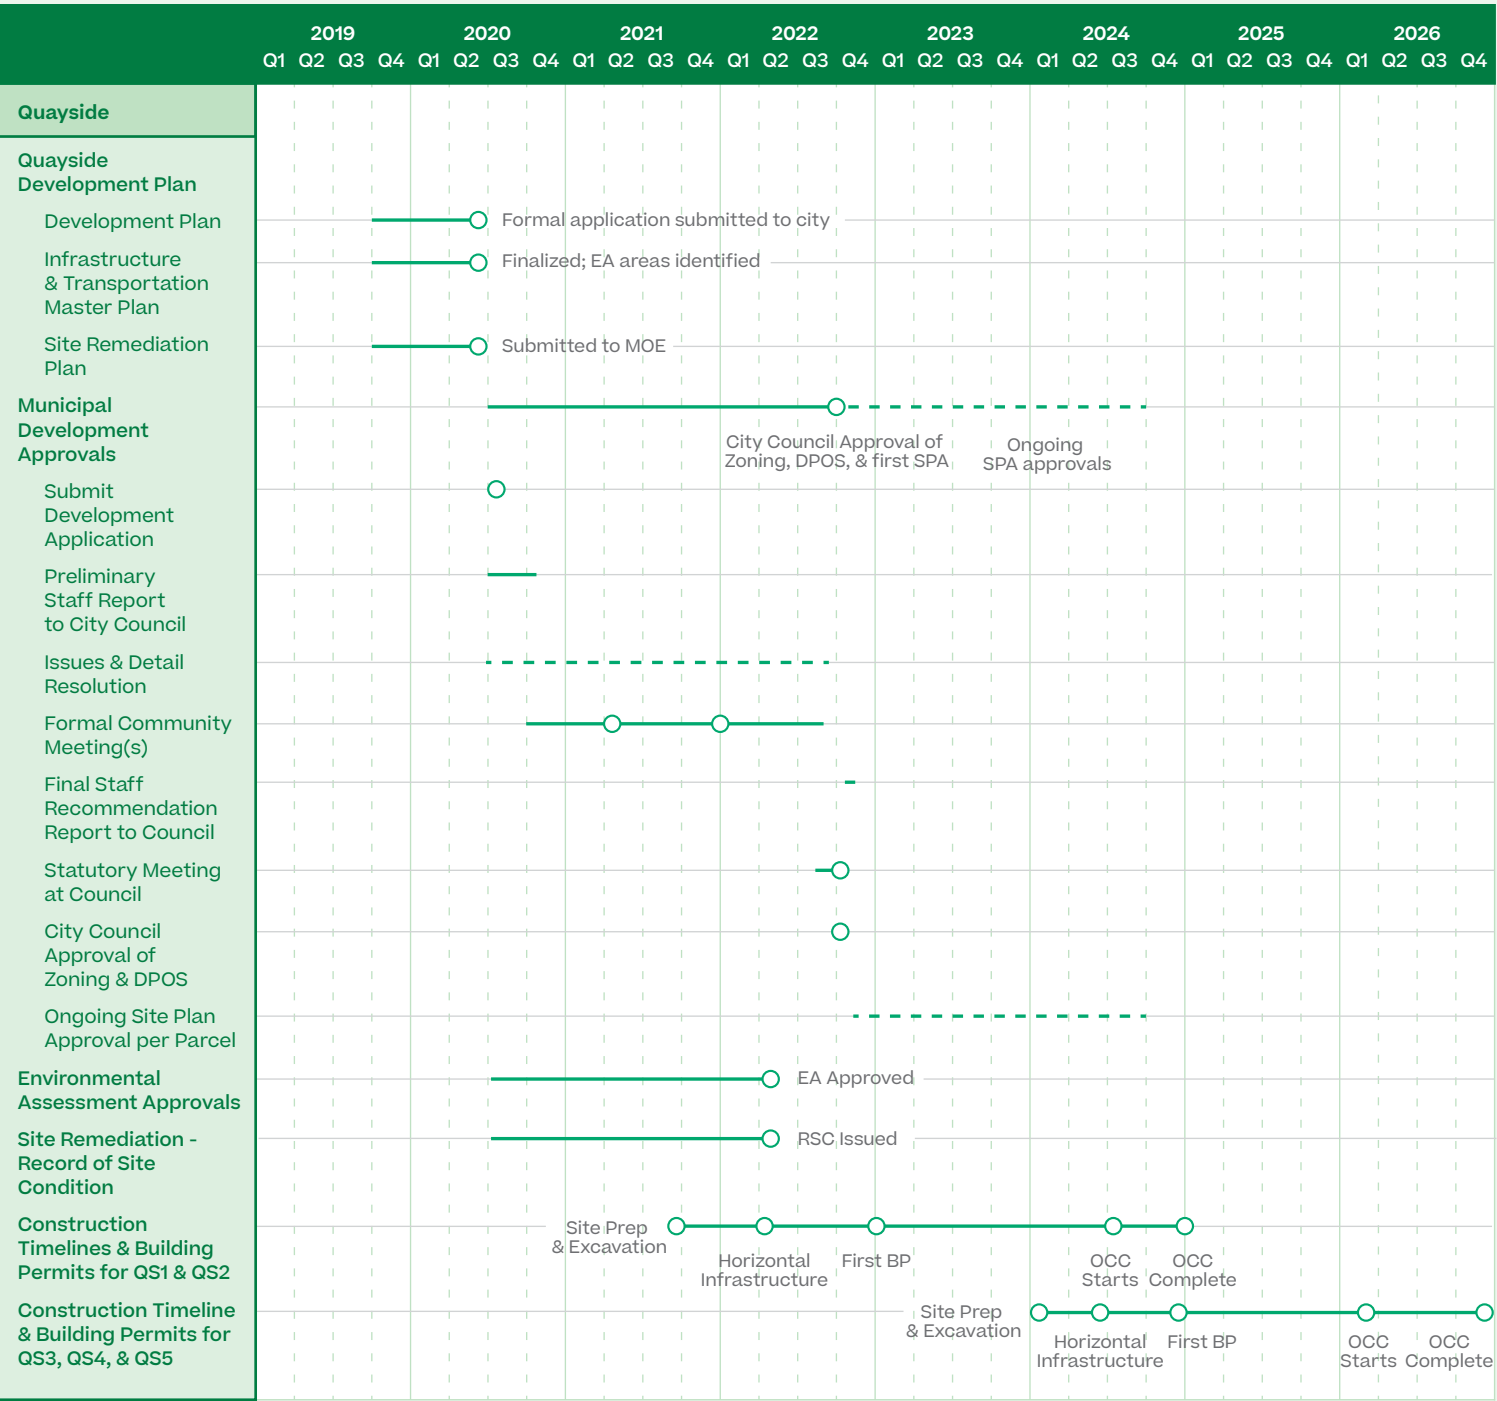 2019 2020 2021 2022 2023 2024 2025 2026
Q1 Q2 Q3 Q4 Q1 Q2 Q3 Q4 Q1 Q2 Q3 Q4 Q1 Q2 Q3 Q4 Q1 Q2 Q3 Q4 Q1 Q2 Q3 Q4 Q1 Q2 Q3 Q4 Q1 Q2 Q3 Q4
Quayside
Quayside
Development Plan
Development Plan
Formal application submitted to city
Infrastructure
& Transportation
Master Plan
Finalized; EA areas identified
Site Remediation
Plan
Submitted to MOE
Municipal
Development
Approvals
City Council Approval of
Zoning, DPOS, & first SPA
Ongoing
SPA approvals
Submit
Development
Application
Preliminary
Staff Report
to City Council
Issues & Detail
Resolution
Formal Community
Meeting(s)
Final Staff
Recommendation
Report to Council
Statutory Meeting
at Council
City Council
Approval of
Zoning & DPOS
Ongoing Site Plan
Approval per Parcel
Environmental
Assessment Approvals
EA Approved
Site Remediation -
Record of Site
Condition
RSC Issued
Construction
Timelines & Building
Permits for QS1 & QS2
Site Prep
& Excavation
Horizontal
Infrastructure
First BP
OCC
Starts
OCC
Complete
Construction Timeline
& Building Permits for
QS3, QS4, & QS5
Site Prep
& Excavation
Horizontal
Infrastructure
First BP
OCC
Starts
OCC
Complete